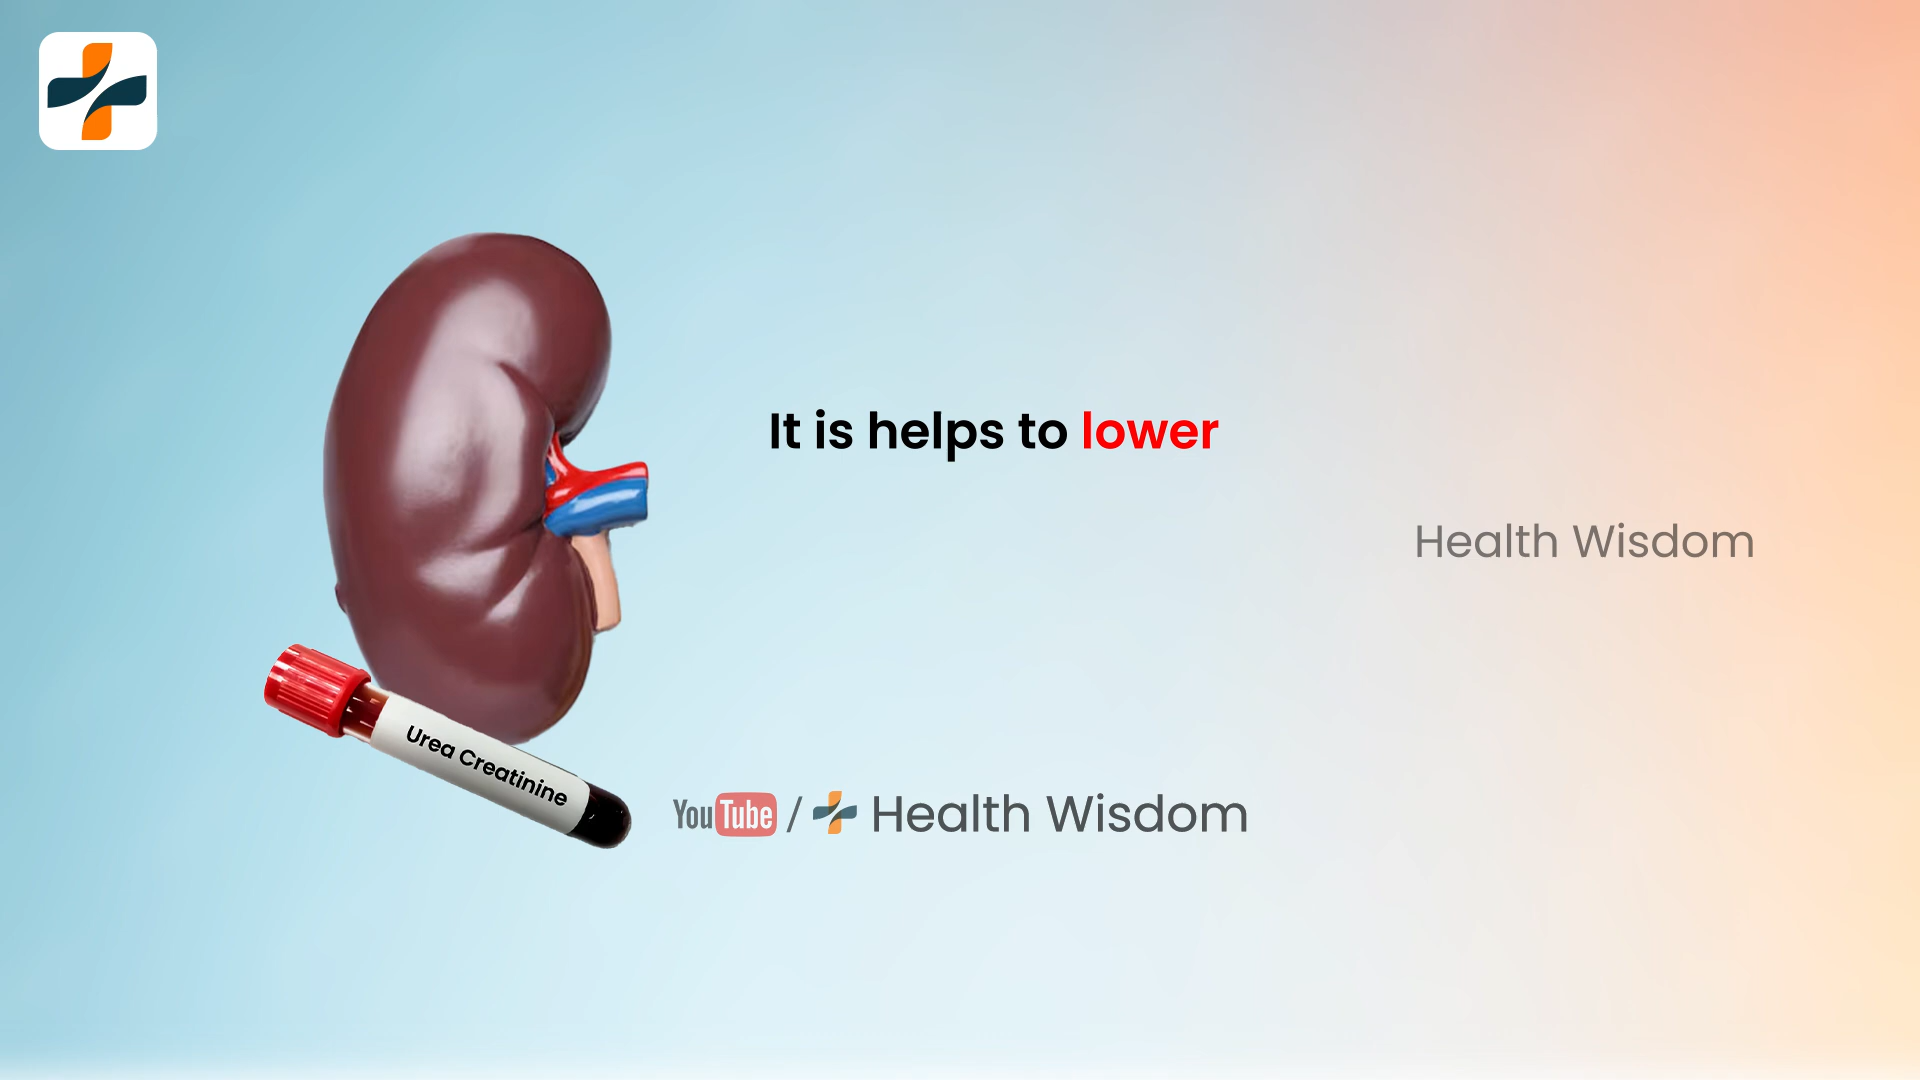 It is helps to lower
Health Wisdom
Urea Creatinine
YouTube / Health Wisdom